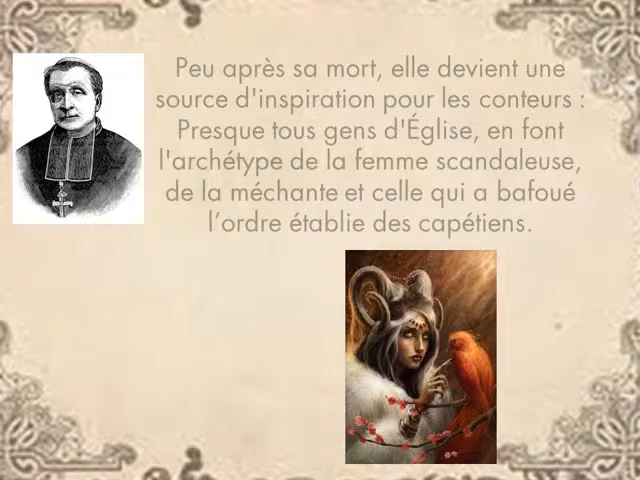 Peu après sa mort, elle devient une
source d'inspiration pour les conteurs :
Presque tous gens d'Église, en font
l'archétype de la femme scandaleuse,
de la méchante et celle qui a bafoué
l’ordre établie des capétiens.